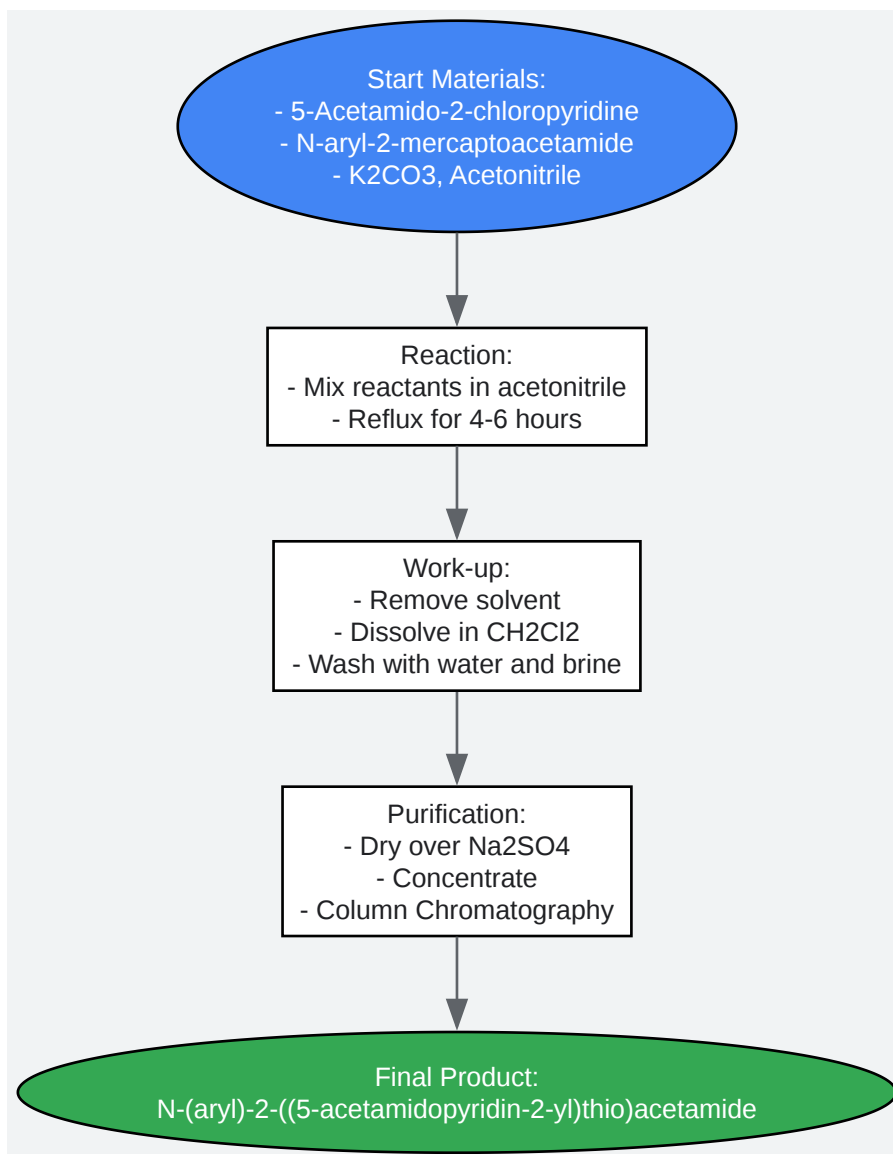 Start Materials:
- 5-Acetamido-2-chloropyridine
- N-aryl-2-mercaptoacetamide
- K2CO3, Acetonitrile
Reaction:
- Mix reactants in acetonitrile
- Reflux for 4-6 hours
Work-up:
- Remove solvent
- Dissolve in CH2Cl2
- Wash with water and brine
Purification:
- Dry over Na2SO4
- Concentrate
- Column Chromatography
Final Product:
N-(aryl)-2-((5-acetamidopyridin-2-yl)thio)acetamide